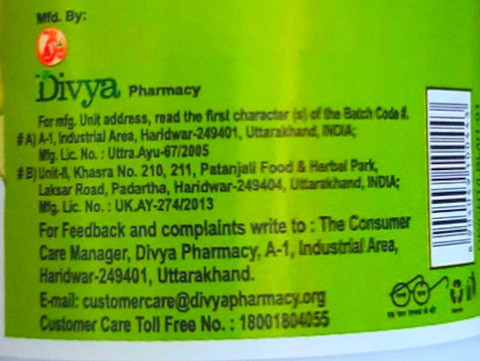 Mfd. By:
Divya Pharmacy
For mfg. Unit address, read the first character (s) of the Batch Code #.
# A) A-1, Industrial Area, Haridwar-249401, Uttarakhand, INDIA;
Mfg. Lic. No. : Uttra.Ayu-67/2005
# B) Unit-II, Khasra No. 210, 211, Patanjali Food & Herbal Park,
Laksar Road, Padartha, Haridwar-249404, Uttarakhand, INDIA;
Mfg. Lic. No. : UK.AY-274/2013
For Feedback and complaints write to : The Consumer
Care Manager, Divya Pharmacy, A-1, Industrial Area,
Haridwar-249401, Uttarakhand.
E-mail: customercare@divyapharmacy.org
Customer Care Toll Free No. : 18001804055